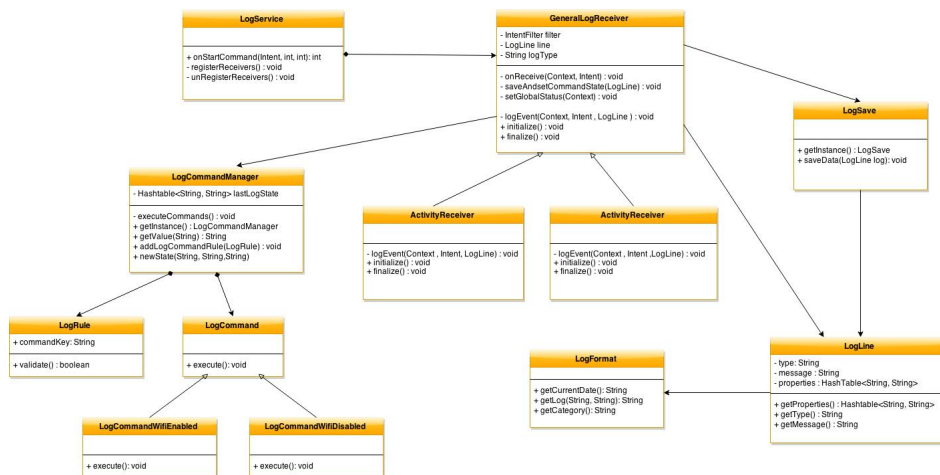 LogService
+ onStartCommand(Intent, int, int): int
- registerReceivers() : void
- unRegisterReceivers() : void
GeneralLogReceiver
- IntentFilter filter
- LogLine line
- String logType
- onReceive(Context, Intent) : void
- saveAndsetCommandState(LogLine) : void
- setGlobalStatus(Context) : void
- logEvent(Context, Intent , LogLine ) : void
+ initialize() : void
+ finalize() : void
LogSave
+ getInstance() : LogSave
+ saveData(LogLine log): void
LogCommandManager
- Hashtable<String, String> lastLogState
- executeCommands() : void
+ getInstance() : LogCommandManager
+ getValue(String) : String
+ addLogCommandRule(LogRule) : void
+ newState(String, String,String)
ActivityReceiver
- logEvent(Context , Intent, LogLine) : void
+ initialize() : void
+ finalize() : void
ActivityReceiver
- logEvent(Context , Intent ,LogLine) : void
+ initialize() : void
+ finalize() : void
LogRule
+ commandKey: String
+ validate() : boolean
LogCommand
+ execute(): void
LogFormat
+ getCurrentDate(): String
+ getLog(String, String): String
+ getCategory(): String
LogLine
- type: String
- message : String
- properties : HashTable<String, String>
+ getProperties() : Hashtable<String, String>
+ getType() : String
+ getMessage() : String
LogCommandWifiEnabled
+ execute(): void
LogCommandWifiDisabled
+ execute(): void